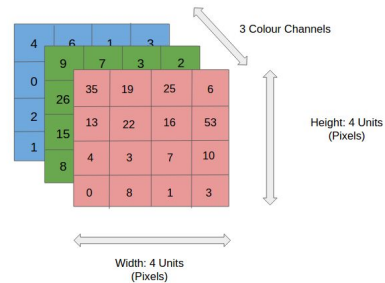 3 Colour Channels
4 6 1 3
0
2
1
9 7 3 2
26
15
8
35 19 25 6
13 22 16 53
4 3 7 10
0 8 1 3
Height: 4 Units
(Pixels)
Width: 4 Units
(Pixels)